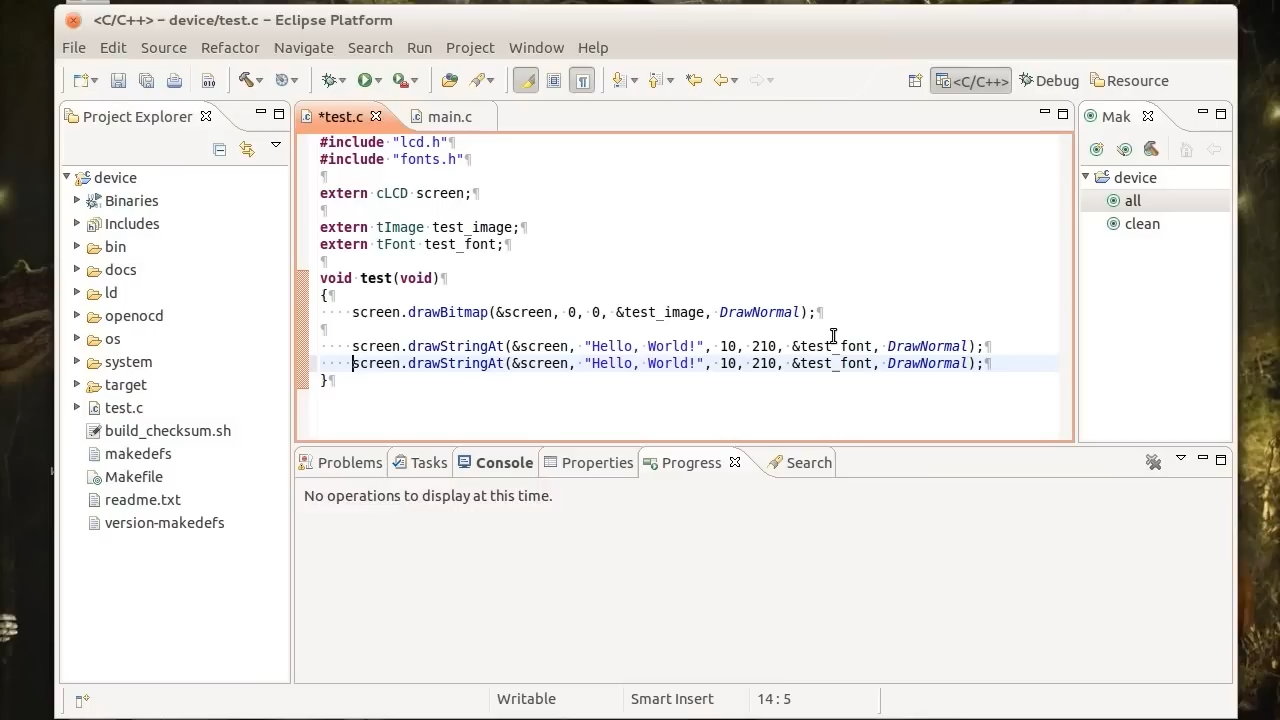 <C/C++> – device/test.c – Eclipse Platform
File Edit Source Refactor Navigate Search Run Project Window Help
<C/C++> Debug Resource
Project Explorer
*test.c
main.c
Mak
device
Binaries
Includes
bin
docs
ld
openocd
os
system
target
test.c
build_checksum.sh
makedefs
Makefile
readme.txt
version-makedefs
#include·"lcd.h"¶
#include·"fonts.h"¶
¶
extern·cLCD·screen;¶
¶
extern·tImage·test_image;¶
extern·tFont·test_font;¶
¶
void·test(void)¶
{¶
····screen.drawBitmap(&screen,·0,·0,·&test_image,·DrawNormal);¶
¶
····screen.drawStringAt(&screen,·"Hello,·World!",·10,·210,·&test_font,·DrawNormal);¶
····screen.drawStringAt(&screen,·"Hello,·World!",·10,·210,·&test_font,·DrawNormal);¶
}¶
device
all
clean
Problems Tasks Console Properties Progress Search
No operations to display at this time.
Writable Smart Insert 14 : 5